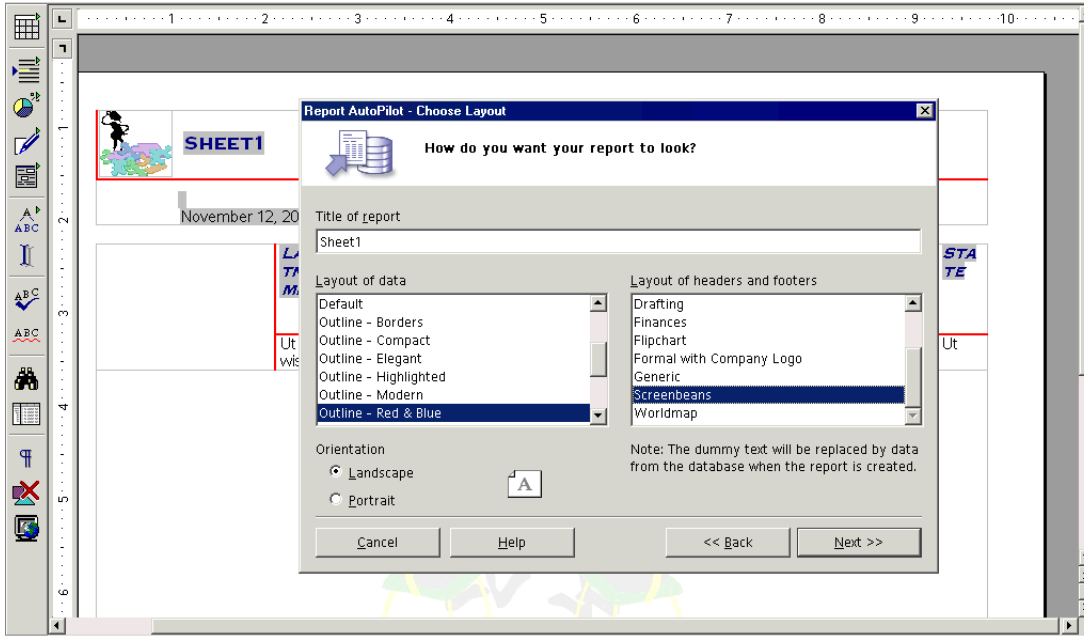 1 2 3 4 5 6 7 8 9 10
Report AutoPilot - Choose Layout
How do you want your report to look?
SHEET1
November 12, 20
Title of report
Sheet1
Layout of data
Default
Outline - Borders
Outline - Compact
Outline - Elegant
Outline - Highlighted
Outline - Modern
Outline - Red & Blue
Layout of headers and footers
Drafting
Finances
Flipchart
Formal with Company Logo
Generic
Screenbeans
Worldmap
STA
TE
Ut
Ut
wis
Orientation
Landscape
Portrait
A
Note: The dummy text will be replaced by data
from the database when the report is created.
Cancel
Help
<< Back
Next >>
A
ABC
ABC
ABC
1
2
3
4
5
6